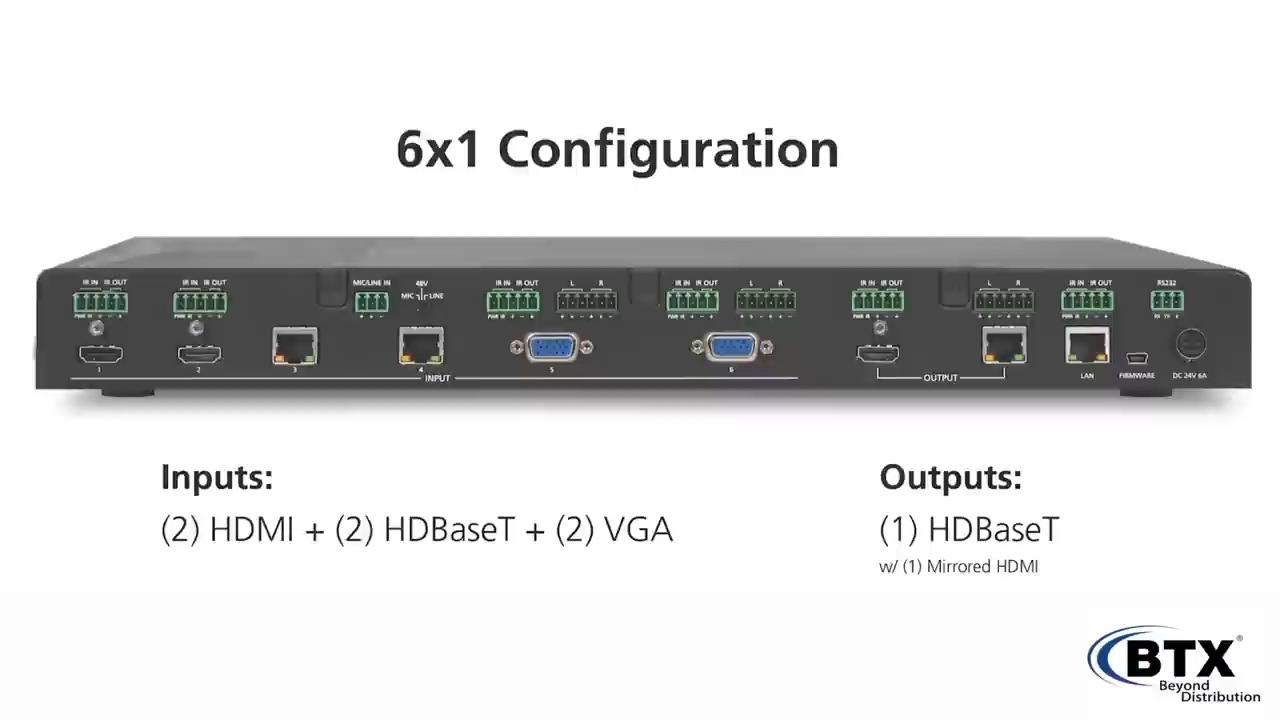 6x1 Configuration
IR IN IR OUT
IR IN IR OUT
MIC/LINE IN
48V
MIC LINE
IR IN IR OUT
L R
IR IN IR OUT
L R
IR IN IR OUT
L R
IR IN IR OUT
RS232
1
2
3
4
5
6
INPUT
OUTPUT
LAN
FIRMWARE
DC 24V 6A
Inputs:
Outputs:
(2) HDMI + (2) HDBaseT + (2) VGA
(1) HDBaseT
w/ (1) Mirrored HDMI
BTX®
Beyond
Distribution